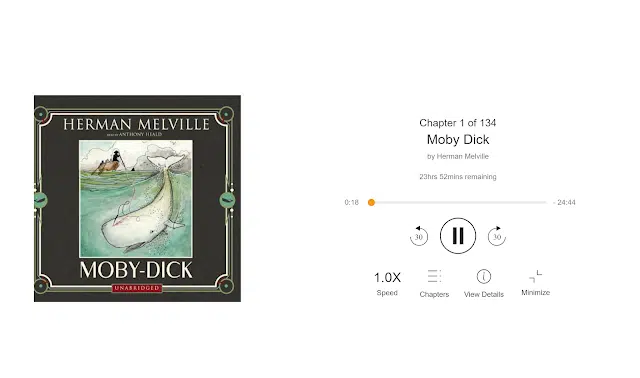 HERMAN MELVILLE
READ BY ANTHONY HEALD
MOBY-DICK
UNABRIDGED
Chapter 1 of 134
Moby Dick
by Herman Melville
23hrs 52mins remaining
0:18
- 24:44
30
30
1.0X
Speed
Chapters
View Details
Minimize